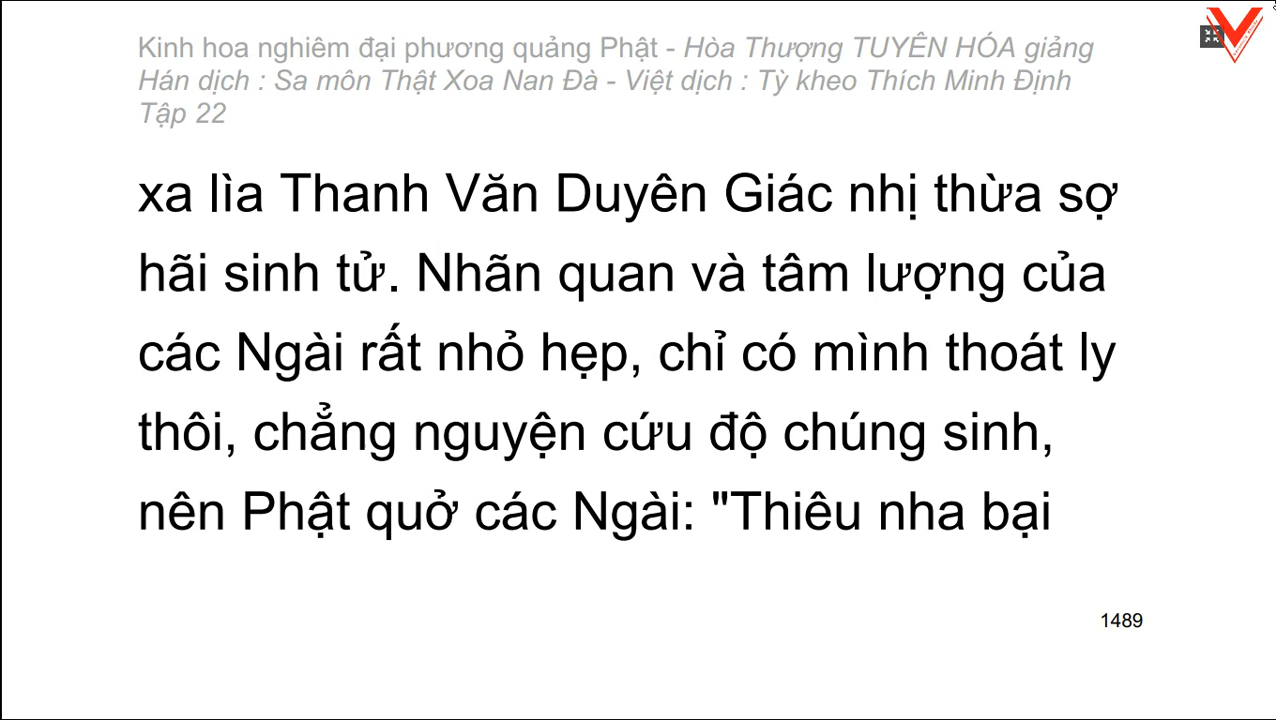 Kinh hoa nghiêm đại phương quảng Phật - Hòa Thượng TUYÊN HÓA giảng
Hán dịch : Sa môn Thật Xoa Nan Đà - Việt dịch : Tỳ kheo Thích Minh Định
Tập 22
xa lìa Thanh Văn Duyên Giác nhị thừa sợ
hãi sinh tử. Nhãn quan và tâm lượng của
các Ngài rất nhỏ hẹp, chỉ có mình thoát ly
thôi, chẳng nguyện cứu độ chúng sinh,
nên Phật quở các Ngài: "Thiêu nha bại
1489